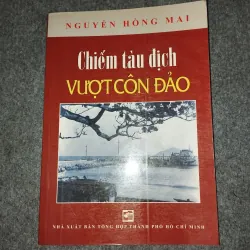 NGUYỄN HỒNG MAI
Chiếm tàu địch
VƯỢT CÔN ĐẢO
NHÀ XUẤT BẢN TỔNG HỢP THÀNH PHỐ HỒ CHÍ MINH